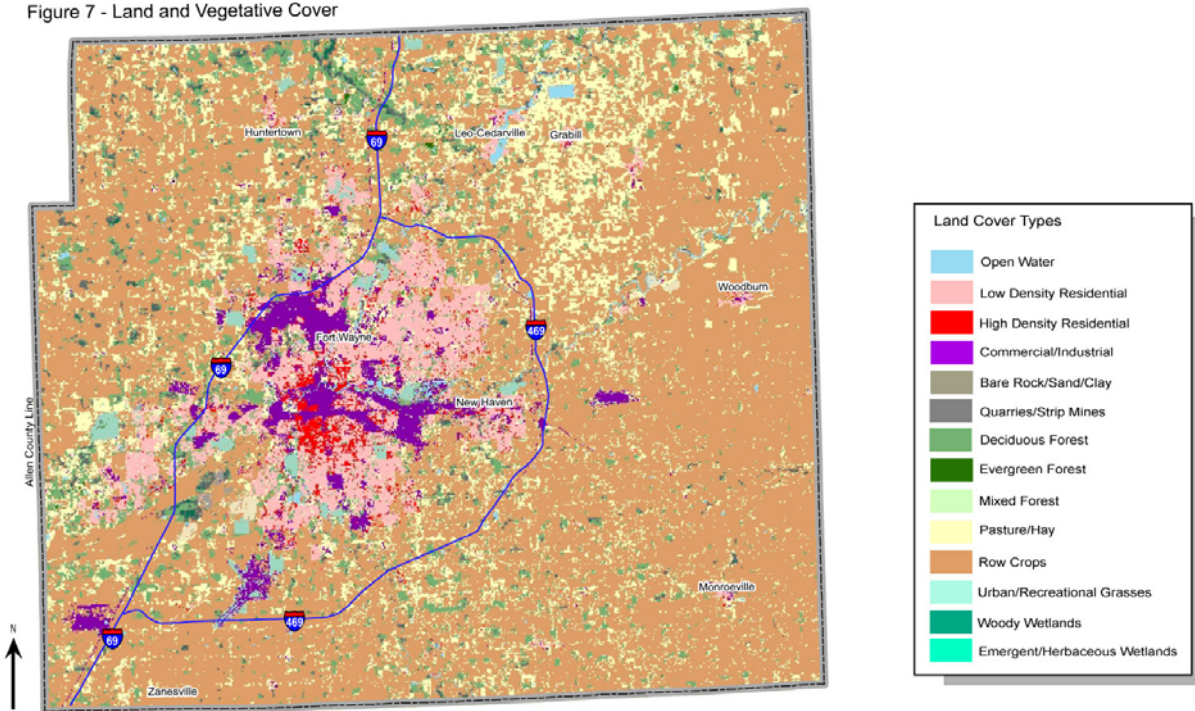 Figure 7 - Land and Vegetative Cover
Huntertown
69
Leo-Cedarville
Grabill
Woodburn
Fort Wayne
469
69
New Haven
Allen County Line
Monroeville
469
69
Zanesville
N
Land Cover Types
Open Water
Low Density Residential
High Density Residential
Commercial/Industrial
Bare Rock/Sand/Clay
Quarries/Strip Mines
Deciduous Forest
Evergreen Forest
Mixed Forest
Pasture/Hay
Row Crops
Urban/Recreational Grasses
Woody Wetlands
Emergent/Herbaceous Wetlands